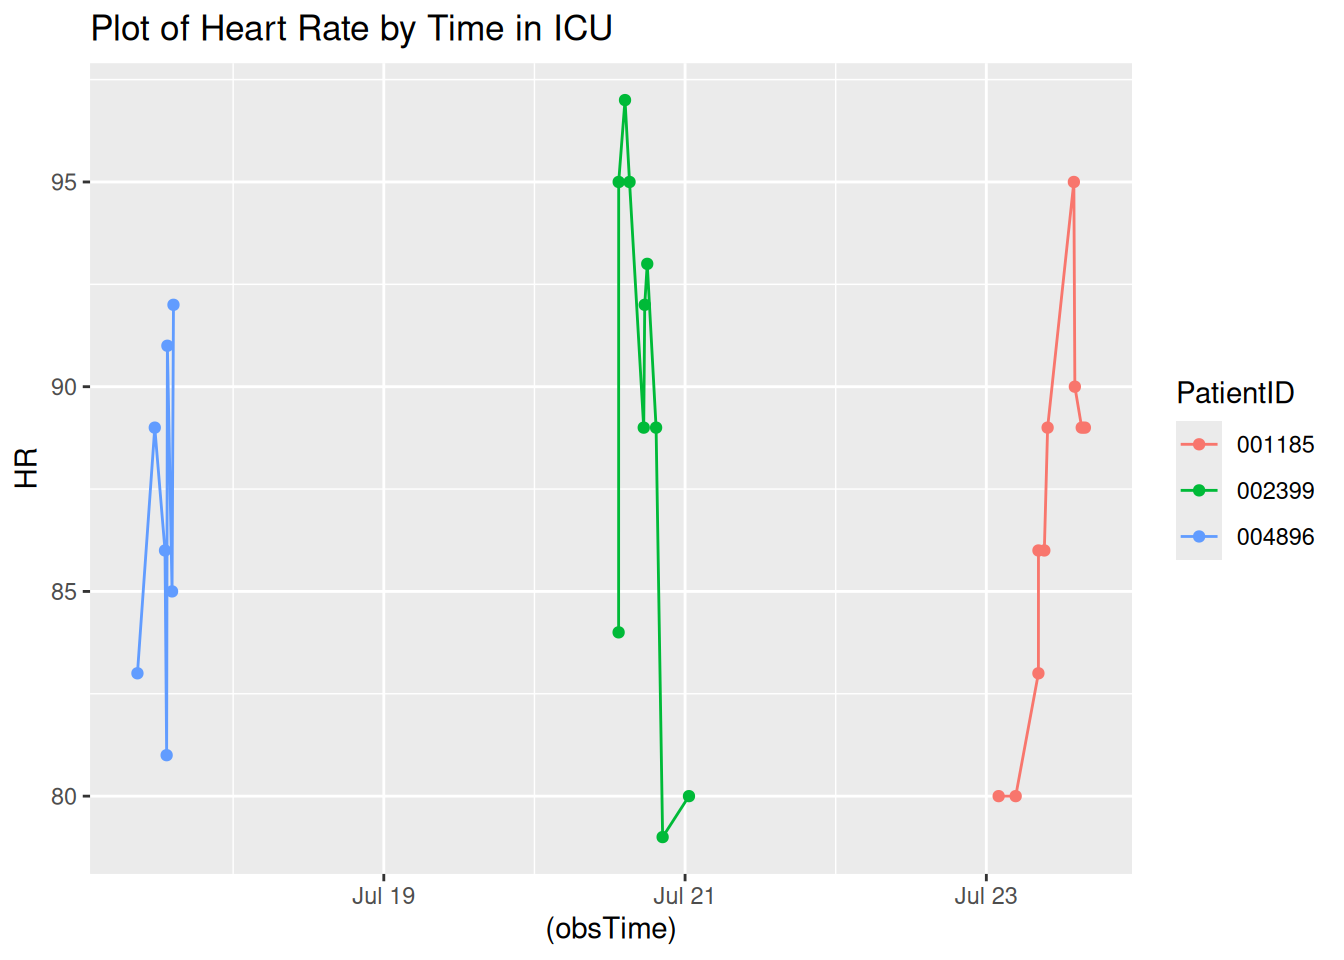 Plot of Heart Rate by Time in ICU
95
90
85
80
HR
Jul 19
Jul 21
Jul 23
(obsTime)
PatientID
001185
002399
004896